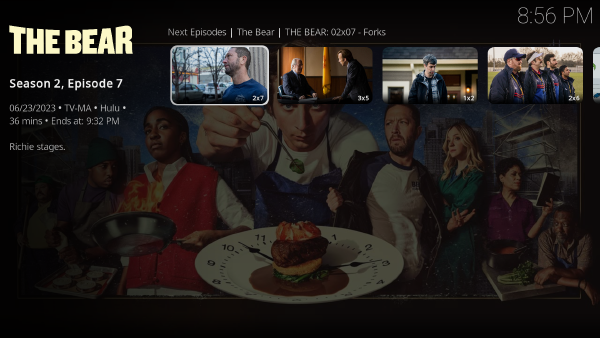 8:56 PM
THE BEAR
Next Episodes | The Bear | THE BEAR: 02x07 - Forks
2x7
3x5
1x2
2x6
Season 2, Episode 7
06/23/2023 • TV-MA • Hulu •
36 mins • Ends at: 9:32 PM
Richie stages.